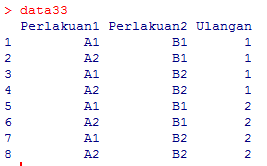 > data33
Perlakuan1 Perlakuan2 Ulangan
1 A1 B1 1
2 A2 B1 1
3 A1 B2 1
4 A2 B2 1
5 A1 B1 2
6 A2 B1 2
7 A1 B2 2
8 A2 B2 2